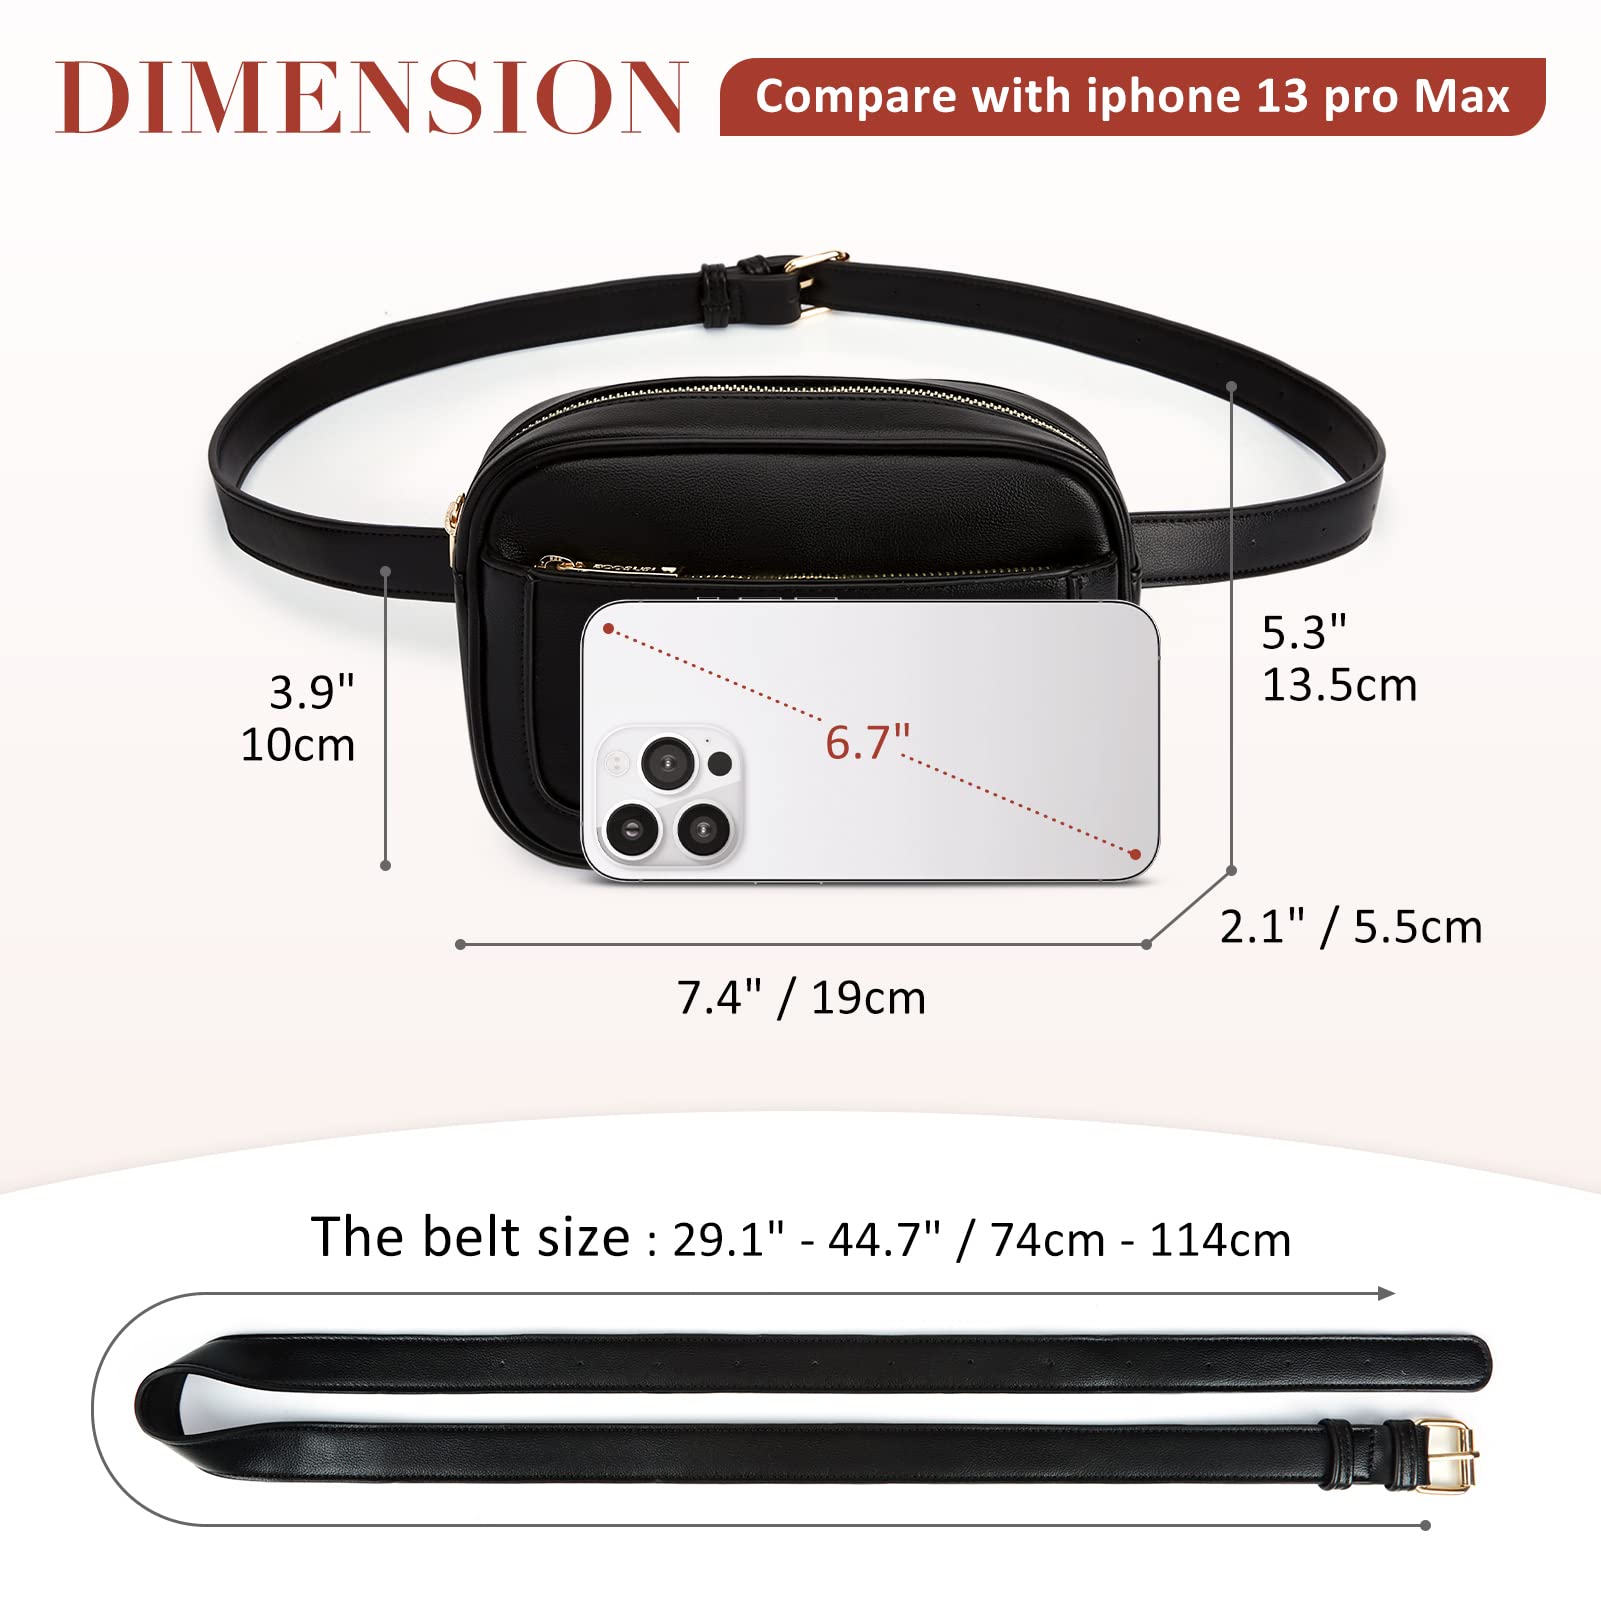 DIMENSION
Compare with iphone 13 pro Max
3.9"
10cm
6.7"
5.3"
13.5cm
2.1" / 5.5cm
7.4" / 19cm
The belt size : 29.1" - 44.7" / 74cm - 114cm